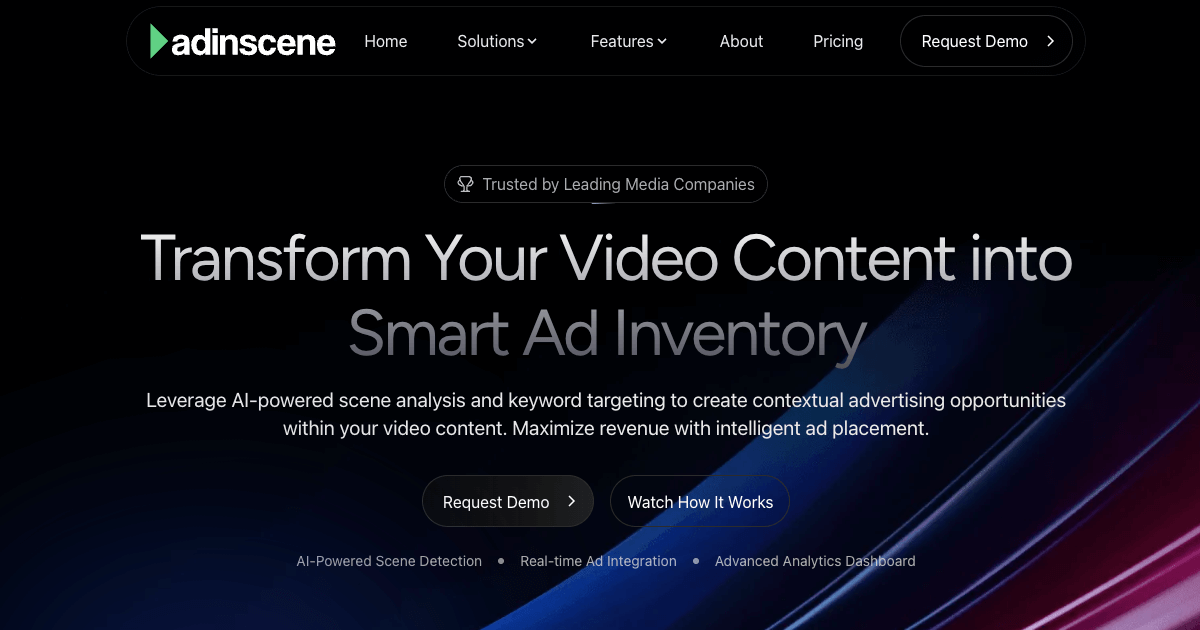 adinscene
Home
Solutions
Features
About
Pricing
Request Demo
Trusted by Leading Media Companies
Transform Your Video Content into
Smart Ad Inventory
Leverage AI-powered scene analysis and keyword targeting to create contextual advertising opportunities
within your video content. Maximize revenue with intelligent ad placement.
Request Demo
Watch How It Works
AI-Powered Scene Detection
Real-time Ad Integration
Advanced Analytics Dashboard